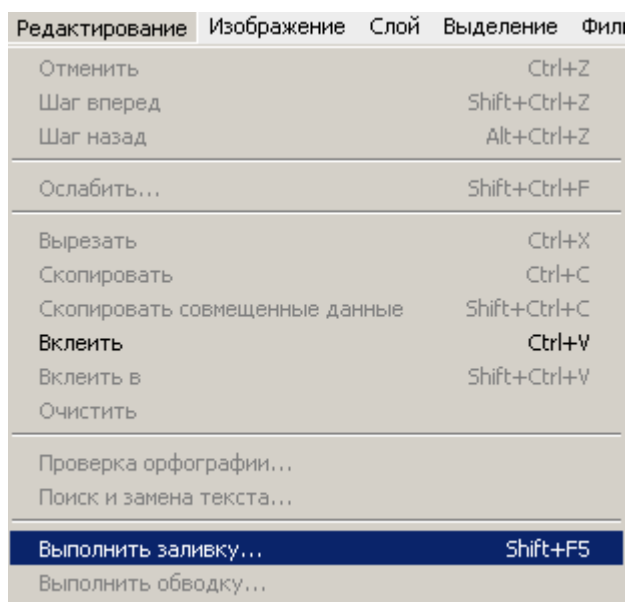 Редактирование Изображение Слой Выделение
Отменить Ctrl+Z
Шаг вперед Shift+Ctrl+Z
Шаг назад Alt+Ctrl+Z
Ослабить... Shift+Ctrl+F
Вырезать Ctrl+X
Скопировать Ctrl+C
Скопировать совмещенные данные Shift+Ctrl+C
Вклеить Ctrl+V
Вклеить в Shift+Ctrl+V
Очистить
Проверка орфографии...
Поиск и замена текста...
Выполнить заливку... Shift+F5
Выполнить обводку...